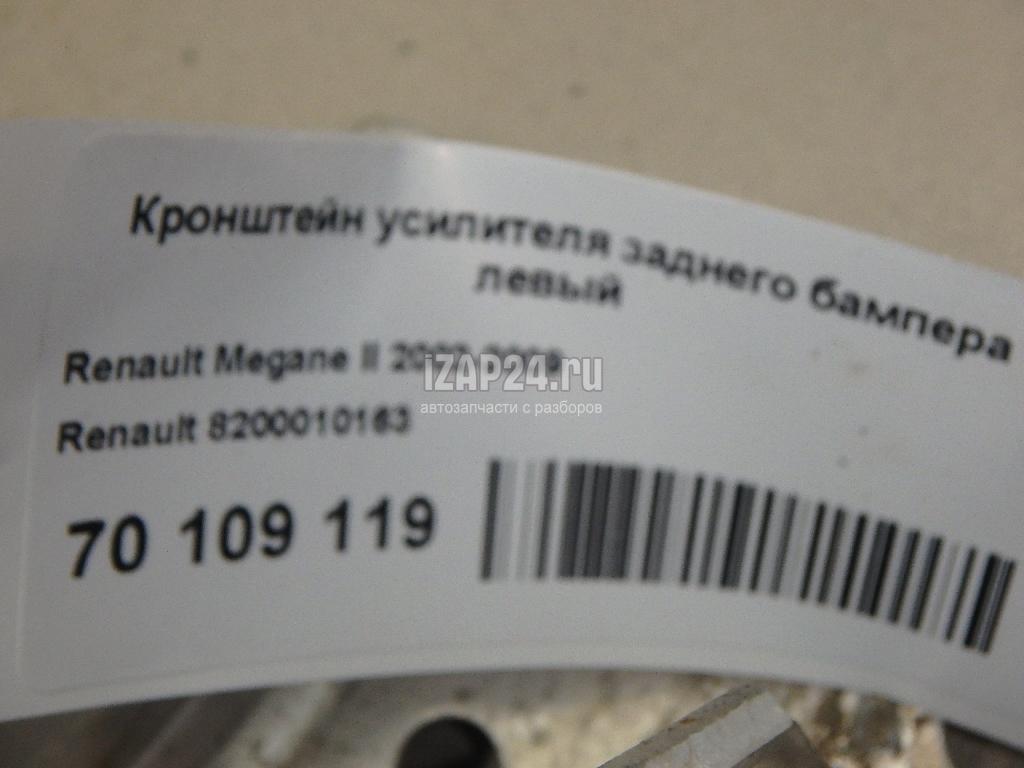 Кронштейн усилителя заднего бампера
левый
Renault Megane II
iZAP24.ru
автозапчасти с разборов
Renault 8200010163
70 109 119